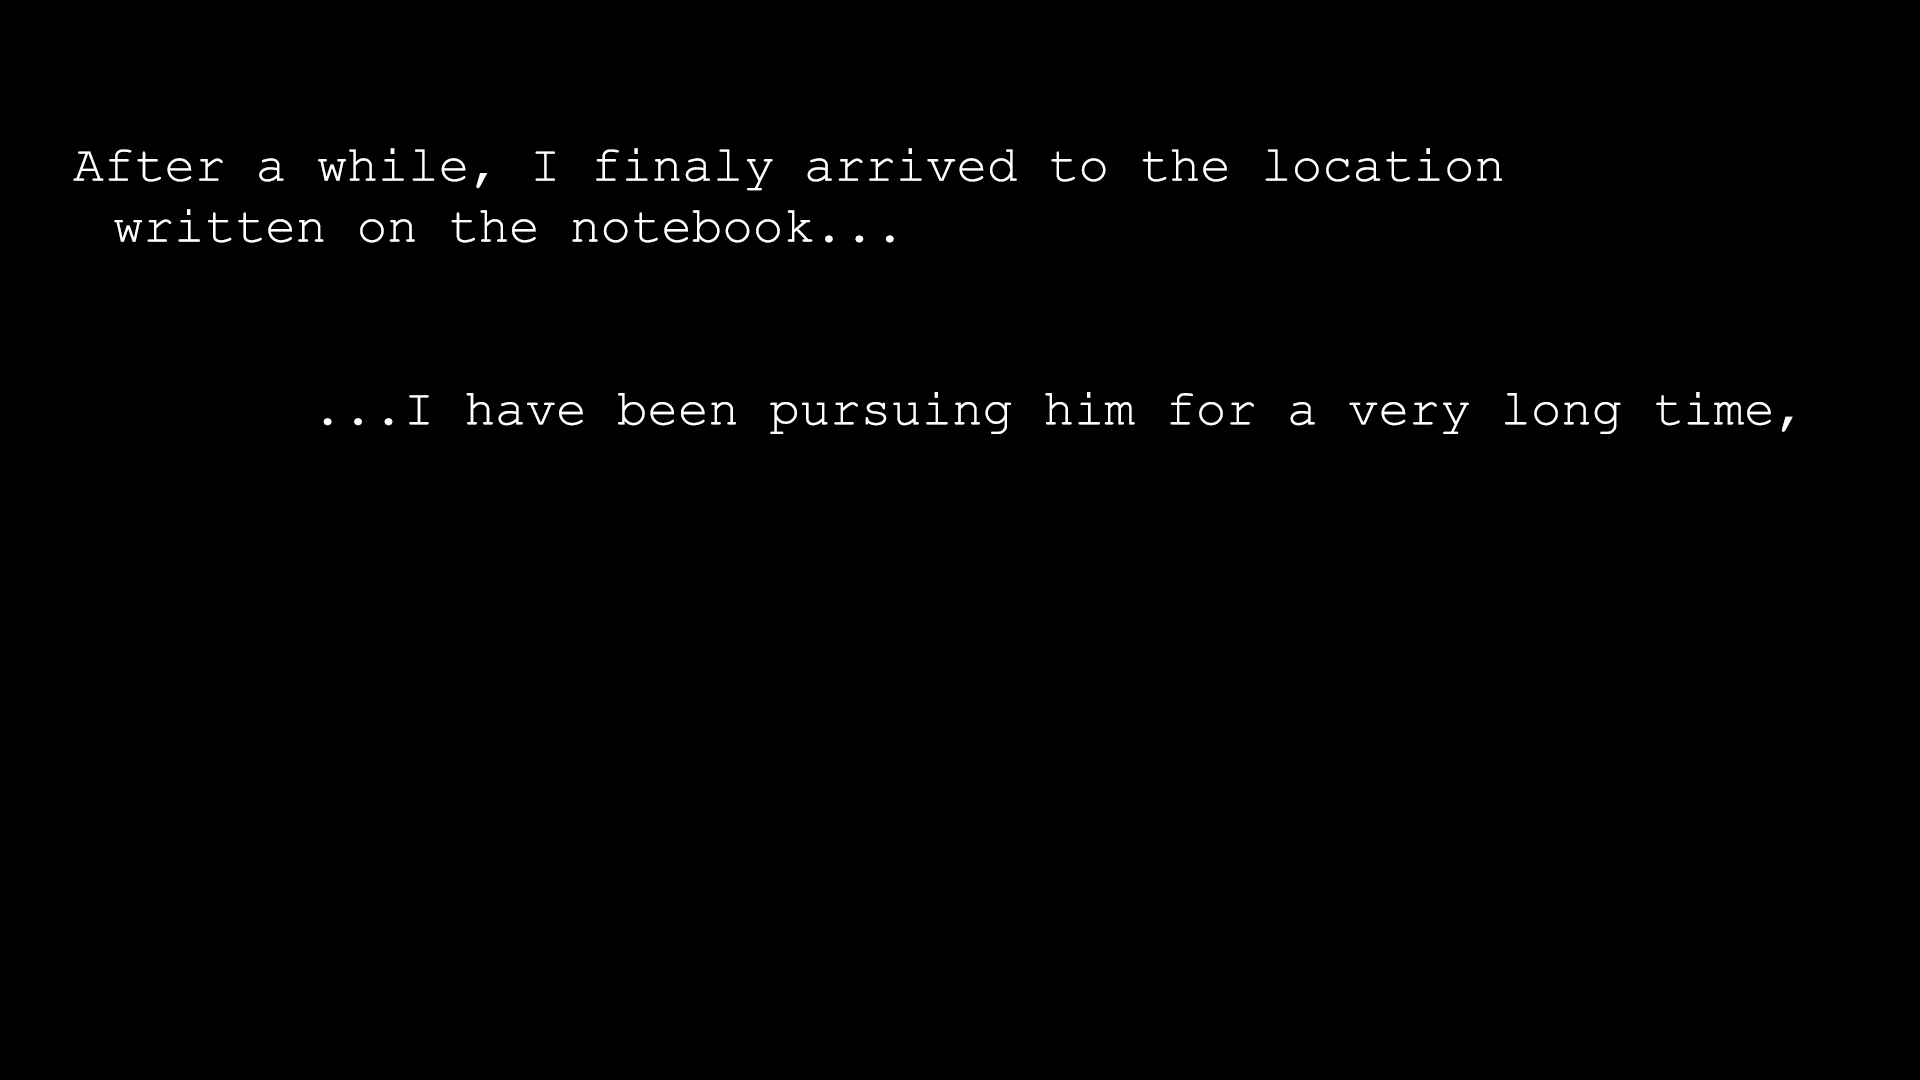 After a while, I finaly arrived to the location
written on the notebook...
...I have been pursuing him for a very long time,